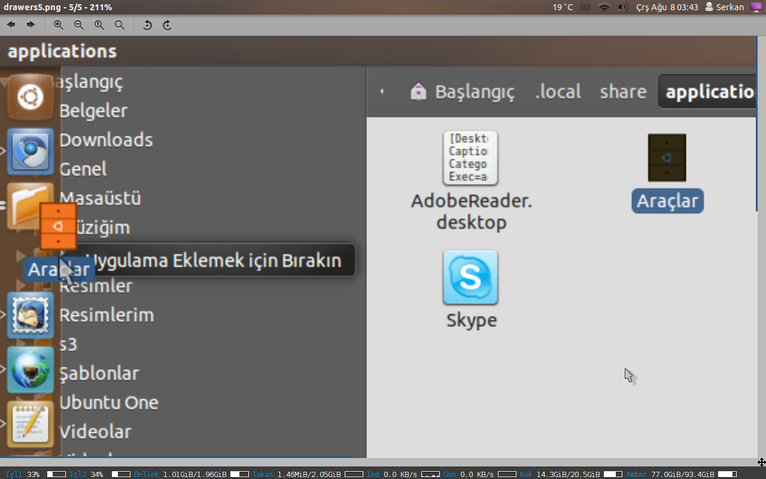 drawers5.png - 5/5 - 211%
19 °C
Çrş Ağu 8 03:43
Serkan
applications
aşlangıç
Belgeler
Downloads
Genel
Masaüstü
üziğim
Uygulama Eklemek için Bırakın
Araçlar
Resimler
Resimlerim
s3
Şablonlar
Ubuntu One
Videolar
Başlangıç
.local
share
applicatio
[Deskt
Captio
Catego
Exec=a
AdobeReader.
desktop
Araçlar
Skype
İşl1 33% İşl2 34% Bellek 1.01GiB/1.96GiB Takas 1.46MiB/2.05GiB İnd 0.0 KB/s Gön 0.0 KB/s Kök 14.3GiB/20.5GiB Ambar 77.0GiB/93.4GiB